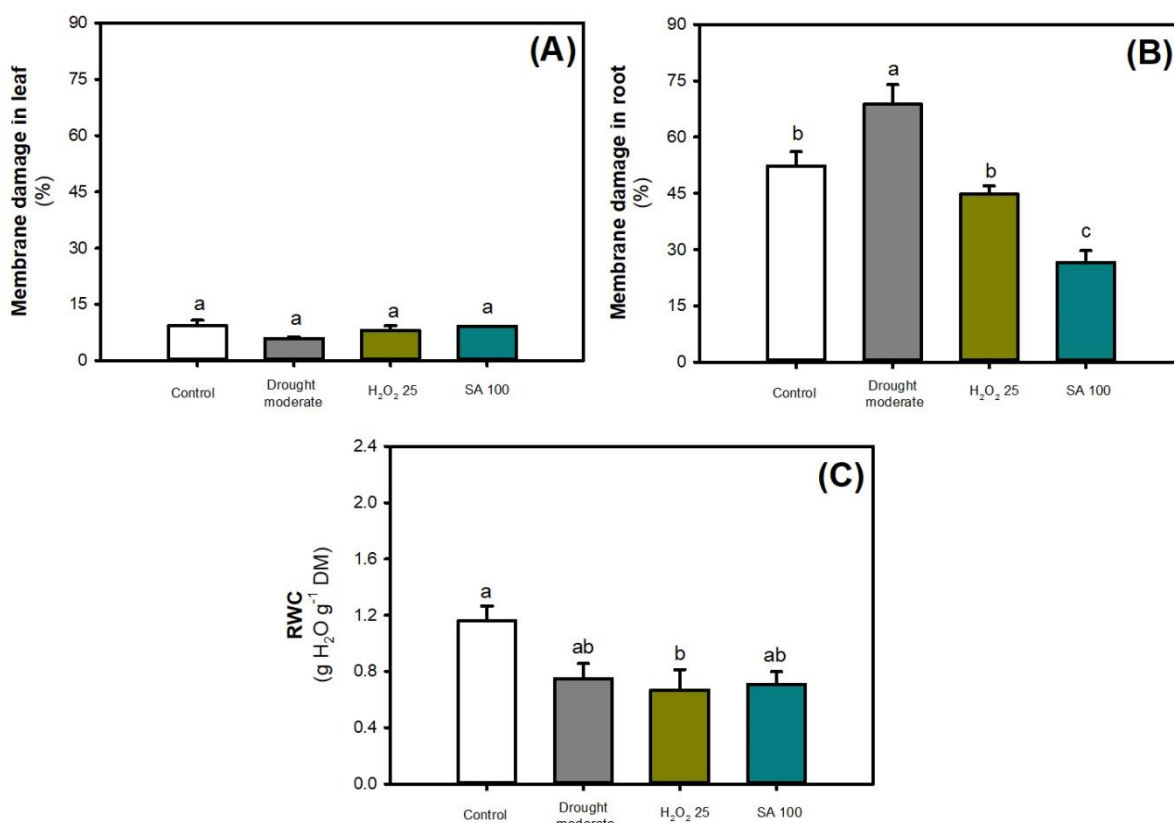 (A)
Membrane damage in leaf
(%)
90
75
60
45
30
15
0
a
a
a
a
Control
Drought
moderate
H₂O₂ 25
SA 100
(B)
Membrane damage in root
(%)
90
75
60
45
30
15
0
b
a
b
c
Control
Drought
moderate
H₂O₂ 25
SA 100
(C)
RWC
(g H₂O g⁻¹ DM)
2.4
2.0
1.6
1.2
0.8
0.4
0.0
a
ab
b
ab
Control
Drought
moderate
H₂O₂ 25
SA 100